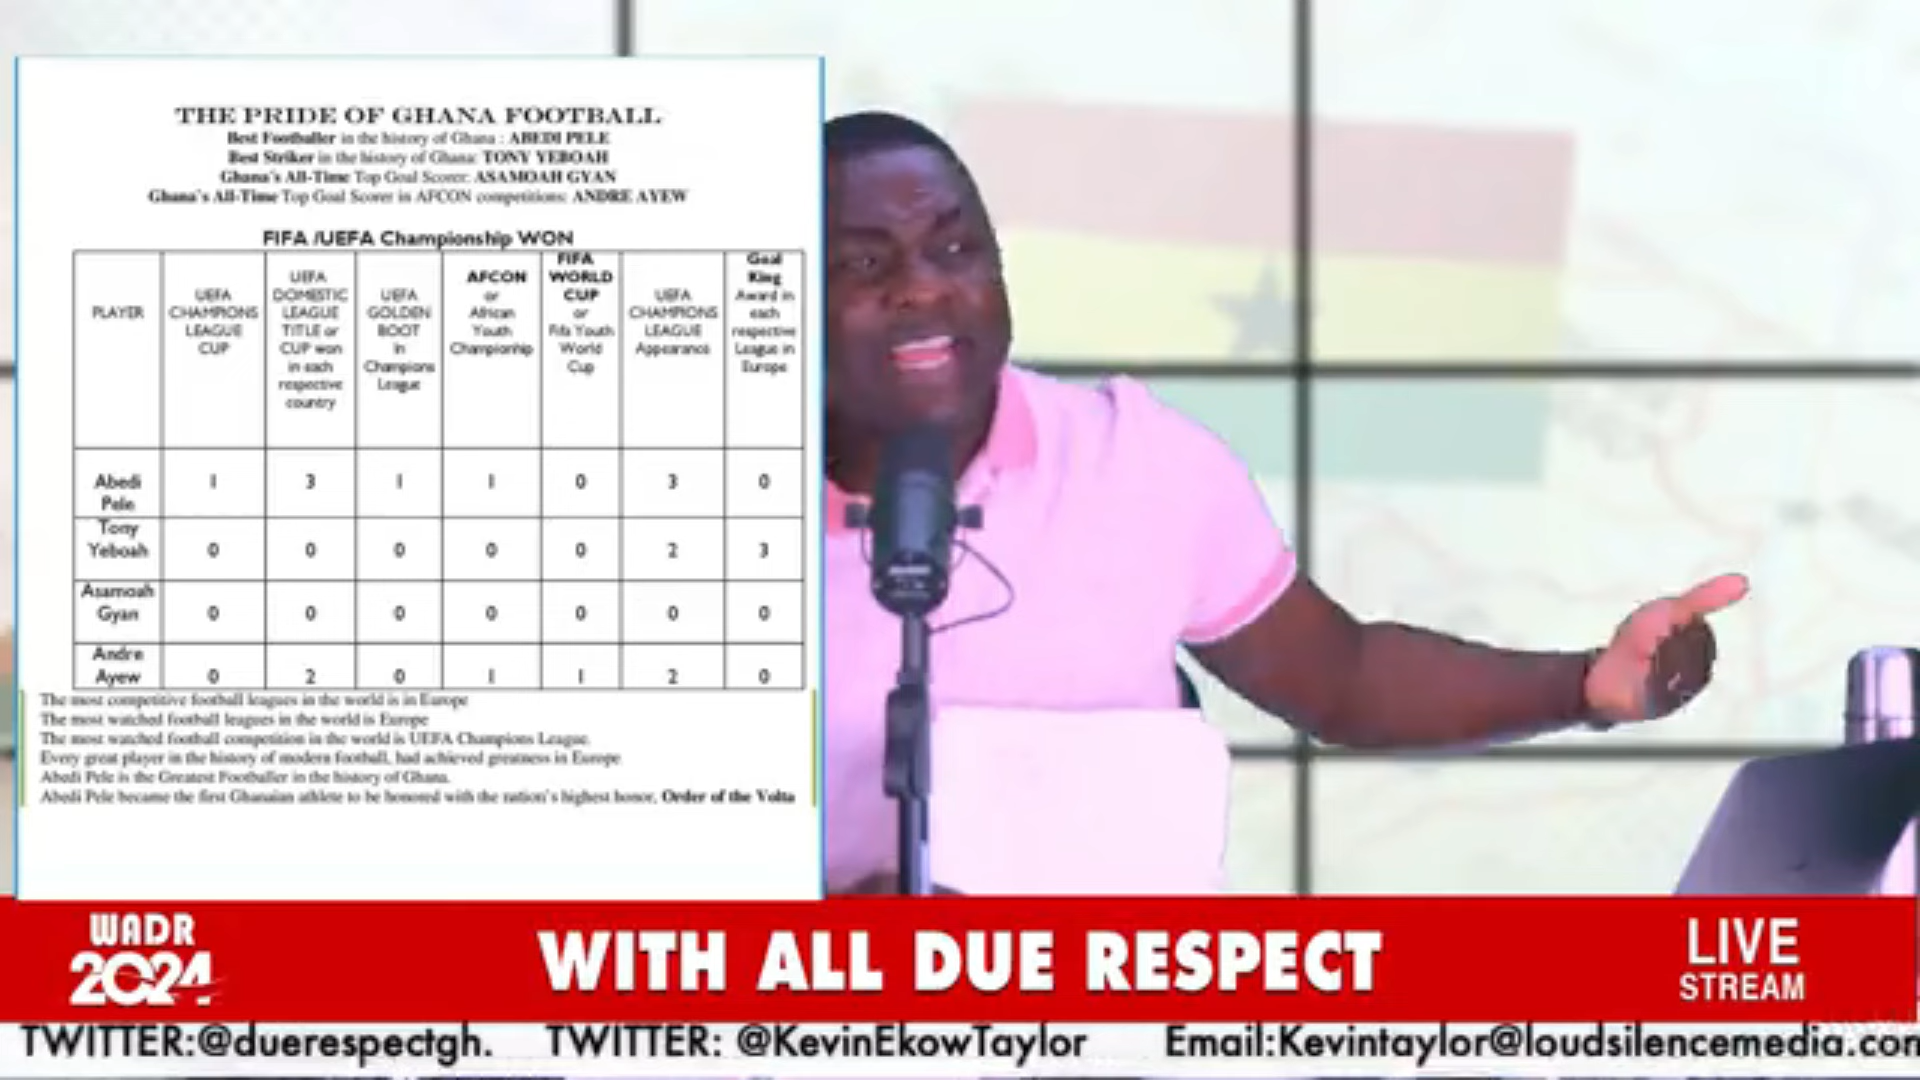 THE PRIDE OF GHANA FOOTBALL
Best Footballer in the history of Ghana : ABEDI PELE
Best Striker in the history of Ghana: TONY YEBOAH
Ghana's All-Time Top Goal Scorer: ASAMOAH GYAN
Ghana's All-Time Top Goal Scorer in AFCON competitions: ANDRE AYEW
FIFA /UEFA Championship WON
PLAYER
UEFA
CHAMPIONS
LEAGUE
CUP
UEFA
DOMESTIC
LEAGUE
TITLE or
CUP won
in each
respective
country
UEFA
GOLDEN
BOOT
In
Champions
League
AFCON
or
African
Youth
Championhip
FIFA
WORLD
CUP
or
Fifa Youth
World
Cup
UEFA
CHAMPIONS
LEAGUE
Appearance
Goal
King
Award in
each
respective
League in
Europe
Abedi
Pele
1 3 1 1 0 3 0
Tony
Yeboah
0 0 0 0 0 2 3
Asamoah
Gyan
0 0 0 0 0 0 0
Andre
Ayew
0 2 0 1 1 2 0
The most competitive football leagues in the world is in Europe
The most watched football leagues in the world is Europe
The most watched football competition in the world is UEFA Champions League.
Every great player in the history of modern football, had achieved greatness in Europe
Abedi Pele is the Greatest Footballer in the history of Ghana.
Abedi Pele became the first Ghanaian athlete to be honored with the nation's highest honor, Order of the Volta
WADR
2024
WITH ALL DUE RESPECT
LIVE
STREAM
TWITTER:@duerespectgh. TWITTER: @KevinEkowTaylor Email:Kevintaylor@loudsilencemedia.con